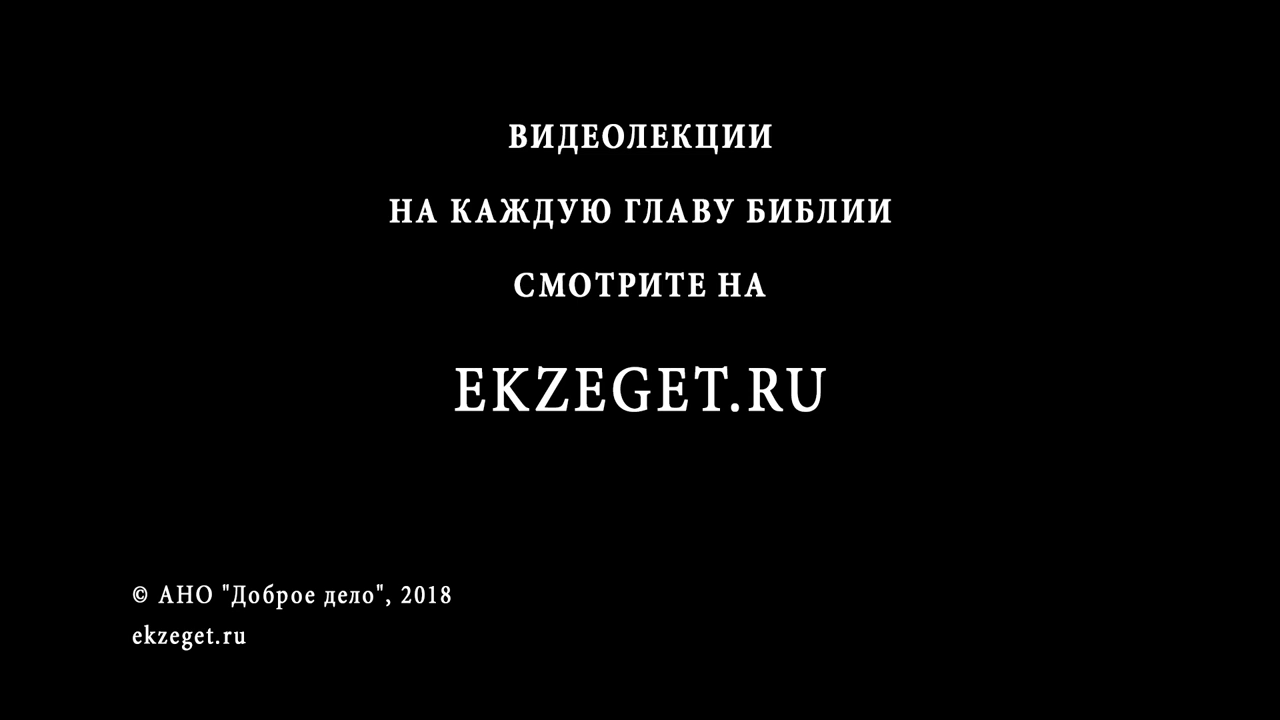 ВИДЕОЛЕКЦИИ
НА КАЖДУЮ ГЛАВУ БИБЛИИ
СМОТРИТЕ НА
EKZEGET.RU
© АНО "Доброе дело", 2018
ekzeget.ru